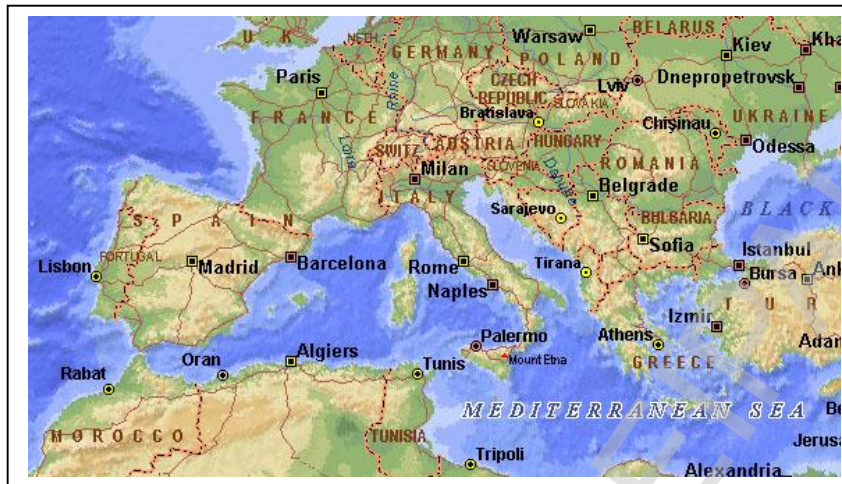 U K
NETH.
GERMANY
Warsaw
POLAND
BELARUS
Kiev
Kha
Paris
Rhine
CZECH
REPUBLIC
Lviv
Dnepropetrovsk
FRANCE
Bratislava
SLOVAKIA
UKRAINE
Chişinau
Loire
SWITZ.
AUSTRIA
HUNGARY
Odessa
Milan
SLOVENIA
ROMANIA
ITALY
Danube
Belgrade
SPAIN
Sarajevo
BULGARIA
BLACK
PORTUGAL
Sofia
Istanbul
Lisbon
Madrid
Barcelona
Rome
Tirana
Bursa
Ank
Naples
TUR
Izmir
Palermo
Athens
Adan
Oran
Algiers
Tunis
Mount Etna
GREECE
Rabat
MEDITERRANEAN SEA
Be
MOROCCO
TUNISIA
Jerusa
Tripoli
Alexandria